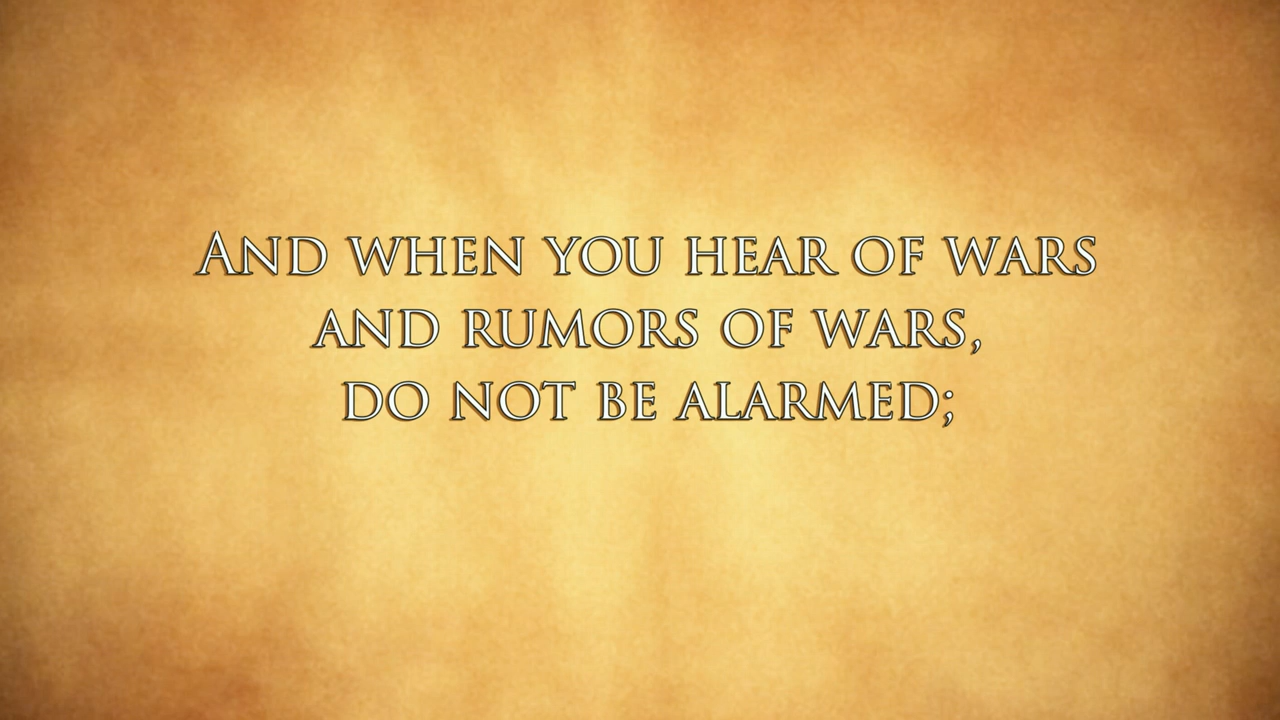 And when you hear of wars
and rumors of wars,
do not be alarmed;